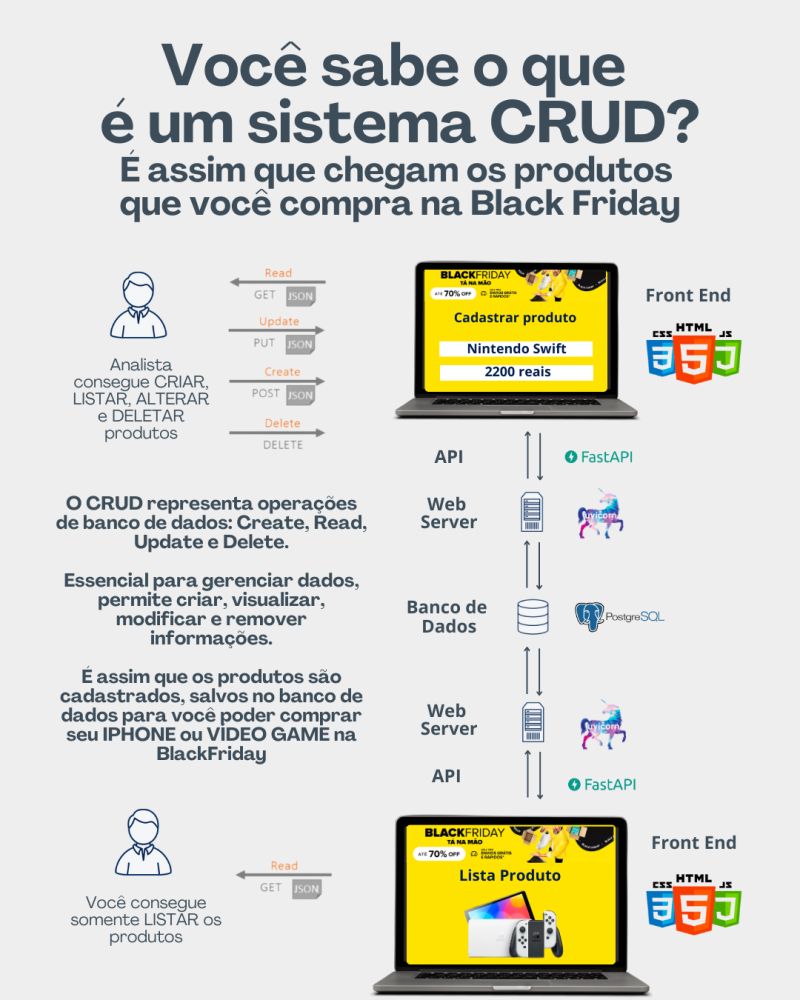 Você sabe o que
é um sistema CRUD?
É assim que chegam os produtos
que você compra na Black Friday
Read
GET JSON
Update
PUT JSON
Create
POST JSON
Delete
DELETE
Analista
consegue CRIAR,
LISTAR, ALTERAR
e DELETAR
produtos
BLACKFRIDAY
TÁ NA MÃO
ATÉ 70% OFF
Cadastrar produto
Nintendo Swift
2200 reais
Front End
CSS HTML JS
3 5 J
API
FastAPI
Web
Server
uvicorn
Banco de
Dados
PostgreSQL
Web
Server
uvicorn
API
FastAPI
O CRUD representa operações
de banco de dados: Create, Read,
Update e Delete.
Essencial para gerenciar dados,
permite criar, visualizar,
modificar e remover
informações.
É assim que os produtos são
cadastrados, salvos no banco de
dados para você poder comprar
seu IPHONE ou VIDEO GAME na
BlackFriday
Read
GET JSON
Você consegue
somente LISTAR os
produtos
BLACKFRIDAY
TÁ NA MÃO
ATÉ 70% OFF
Lista Produto
Front End
CSS HTML JS
3 5 J